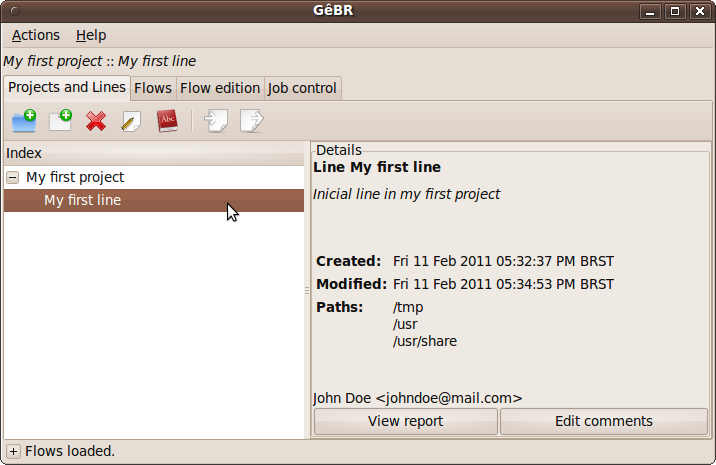 GêBR
Actions Help
My first project :: My first line
Projects and Lines Flows Flow edition Job control
Abc
Index
My first project
My first line
Details
Line My first line
Inicial line in my first project
Created: Fri 11 Feb 2011 05:32:37 PM BRST
Modified: Fri 11 Feb 2011 05:34:53 PM BRST
Paths: /tmp
/usr
/usr/share
John Doe <johndoe@mail.com>
View report Edit comments
Flows loaded.